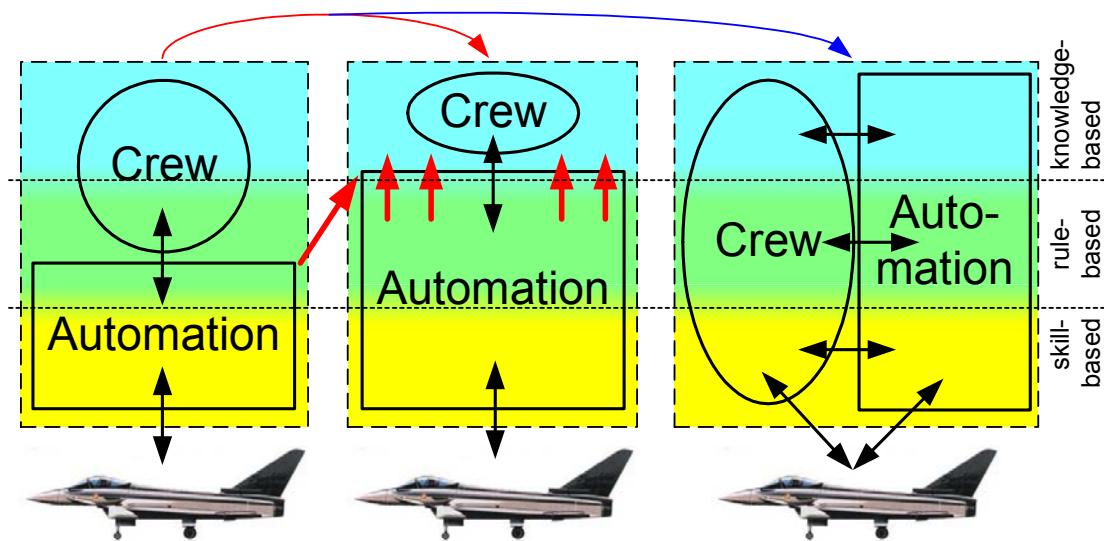 Crew
Automation
Crew
Automation
Crew
Auto-
mation
knowledge-
based
rule-
based
skill-
based